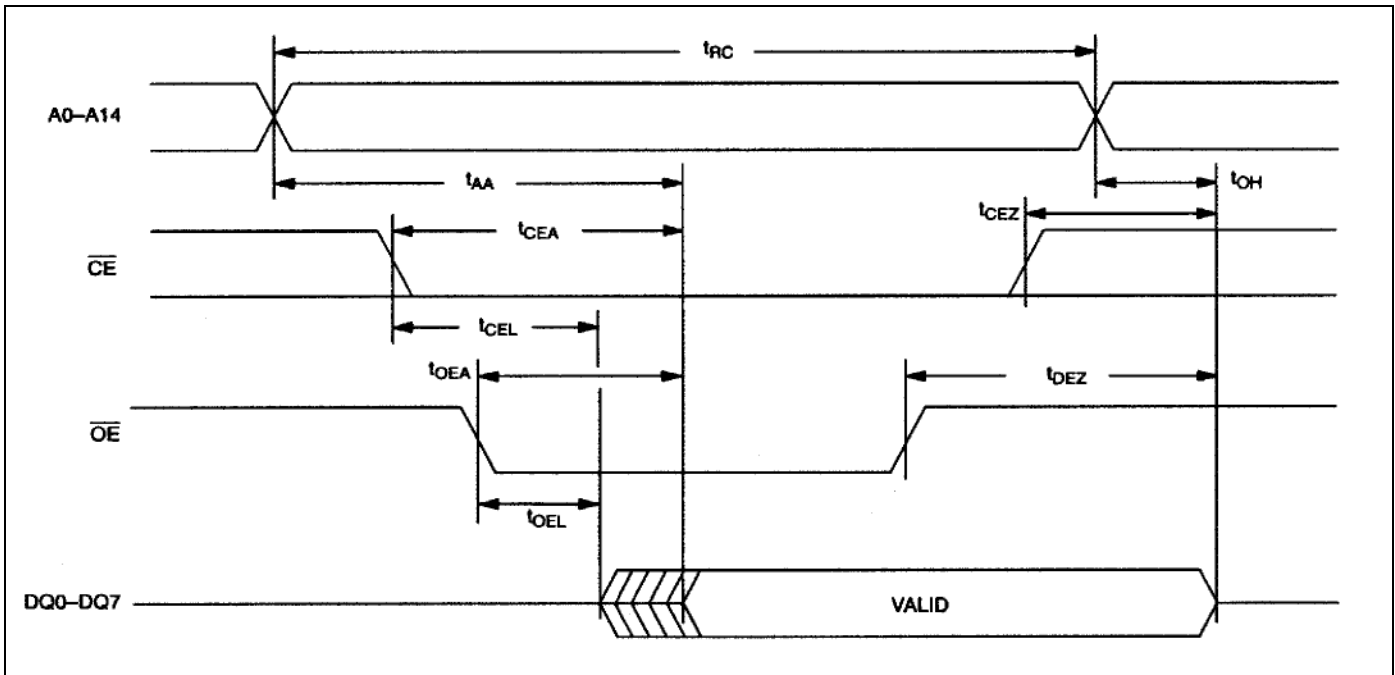 tRC
A0–A14
tAA
tOH
tCEZ
tCEA
CE
tCEL
tOEA
tDEZ
OE
tOEL
DQ0–DQ7
VALID